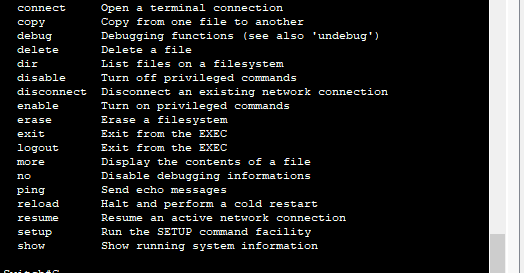 connect Open a terminal connection
copy Copy from one file to another
debug Debugging functions (see also 'undebug')
delete Delete a file
dir List files on a filesystem
disable Turn off privileged commands
disconnect Disconnect an existing network connection
enable Turn on privileged commands
erase Erase a filesystem
exit Exit from the EXEC
logout Exit from the EXEC
more Display the contents of a file
no Disable debugging informations
ping Send echo messages
reload Halt and perform a cold restart
resume Resume an active network connection
setup Run the SETUP command facility
show Show running system information